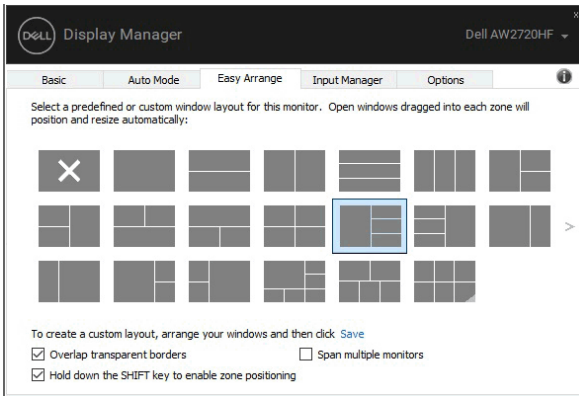 DELL Display Manager Dell AW2720HF
Basic Auto Mode Easy Arrange Input Manager Options
Select a predefined or custom window layout for this monitor. Open windows dragged into each zone will
position and resize automatically:
To create a custom layout, arrange your windows and then click Save
Overlap transparent borders Span multiple monitors
Hold down the SHIFT key to enable zone positioning